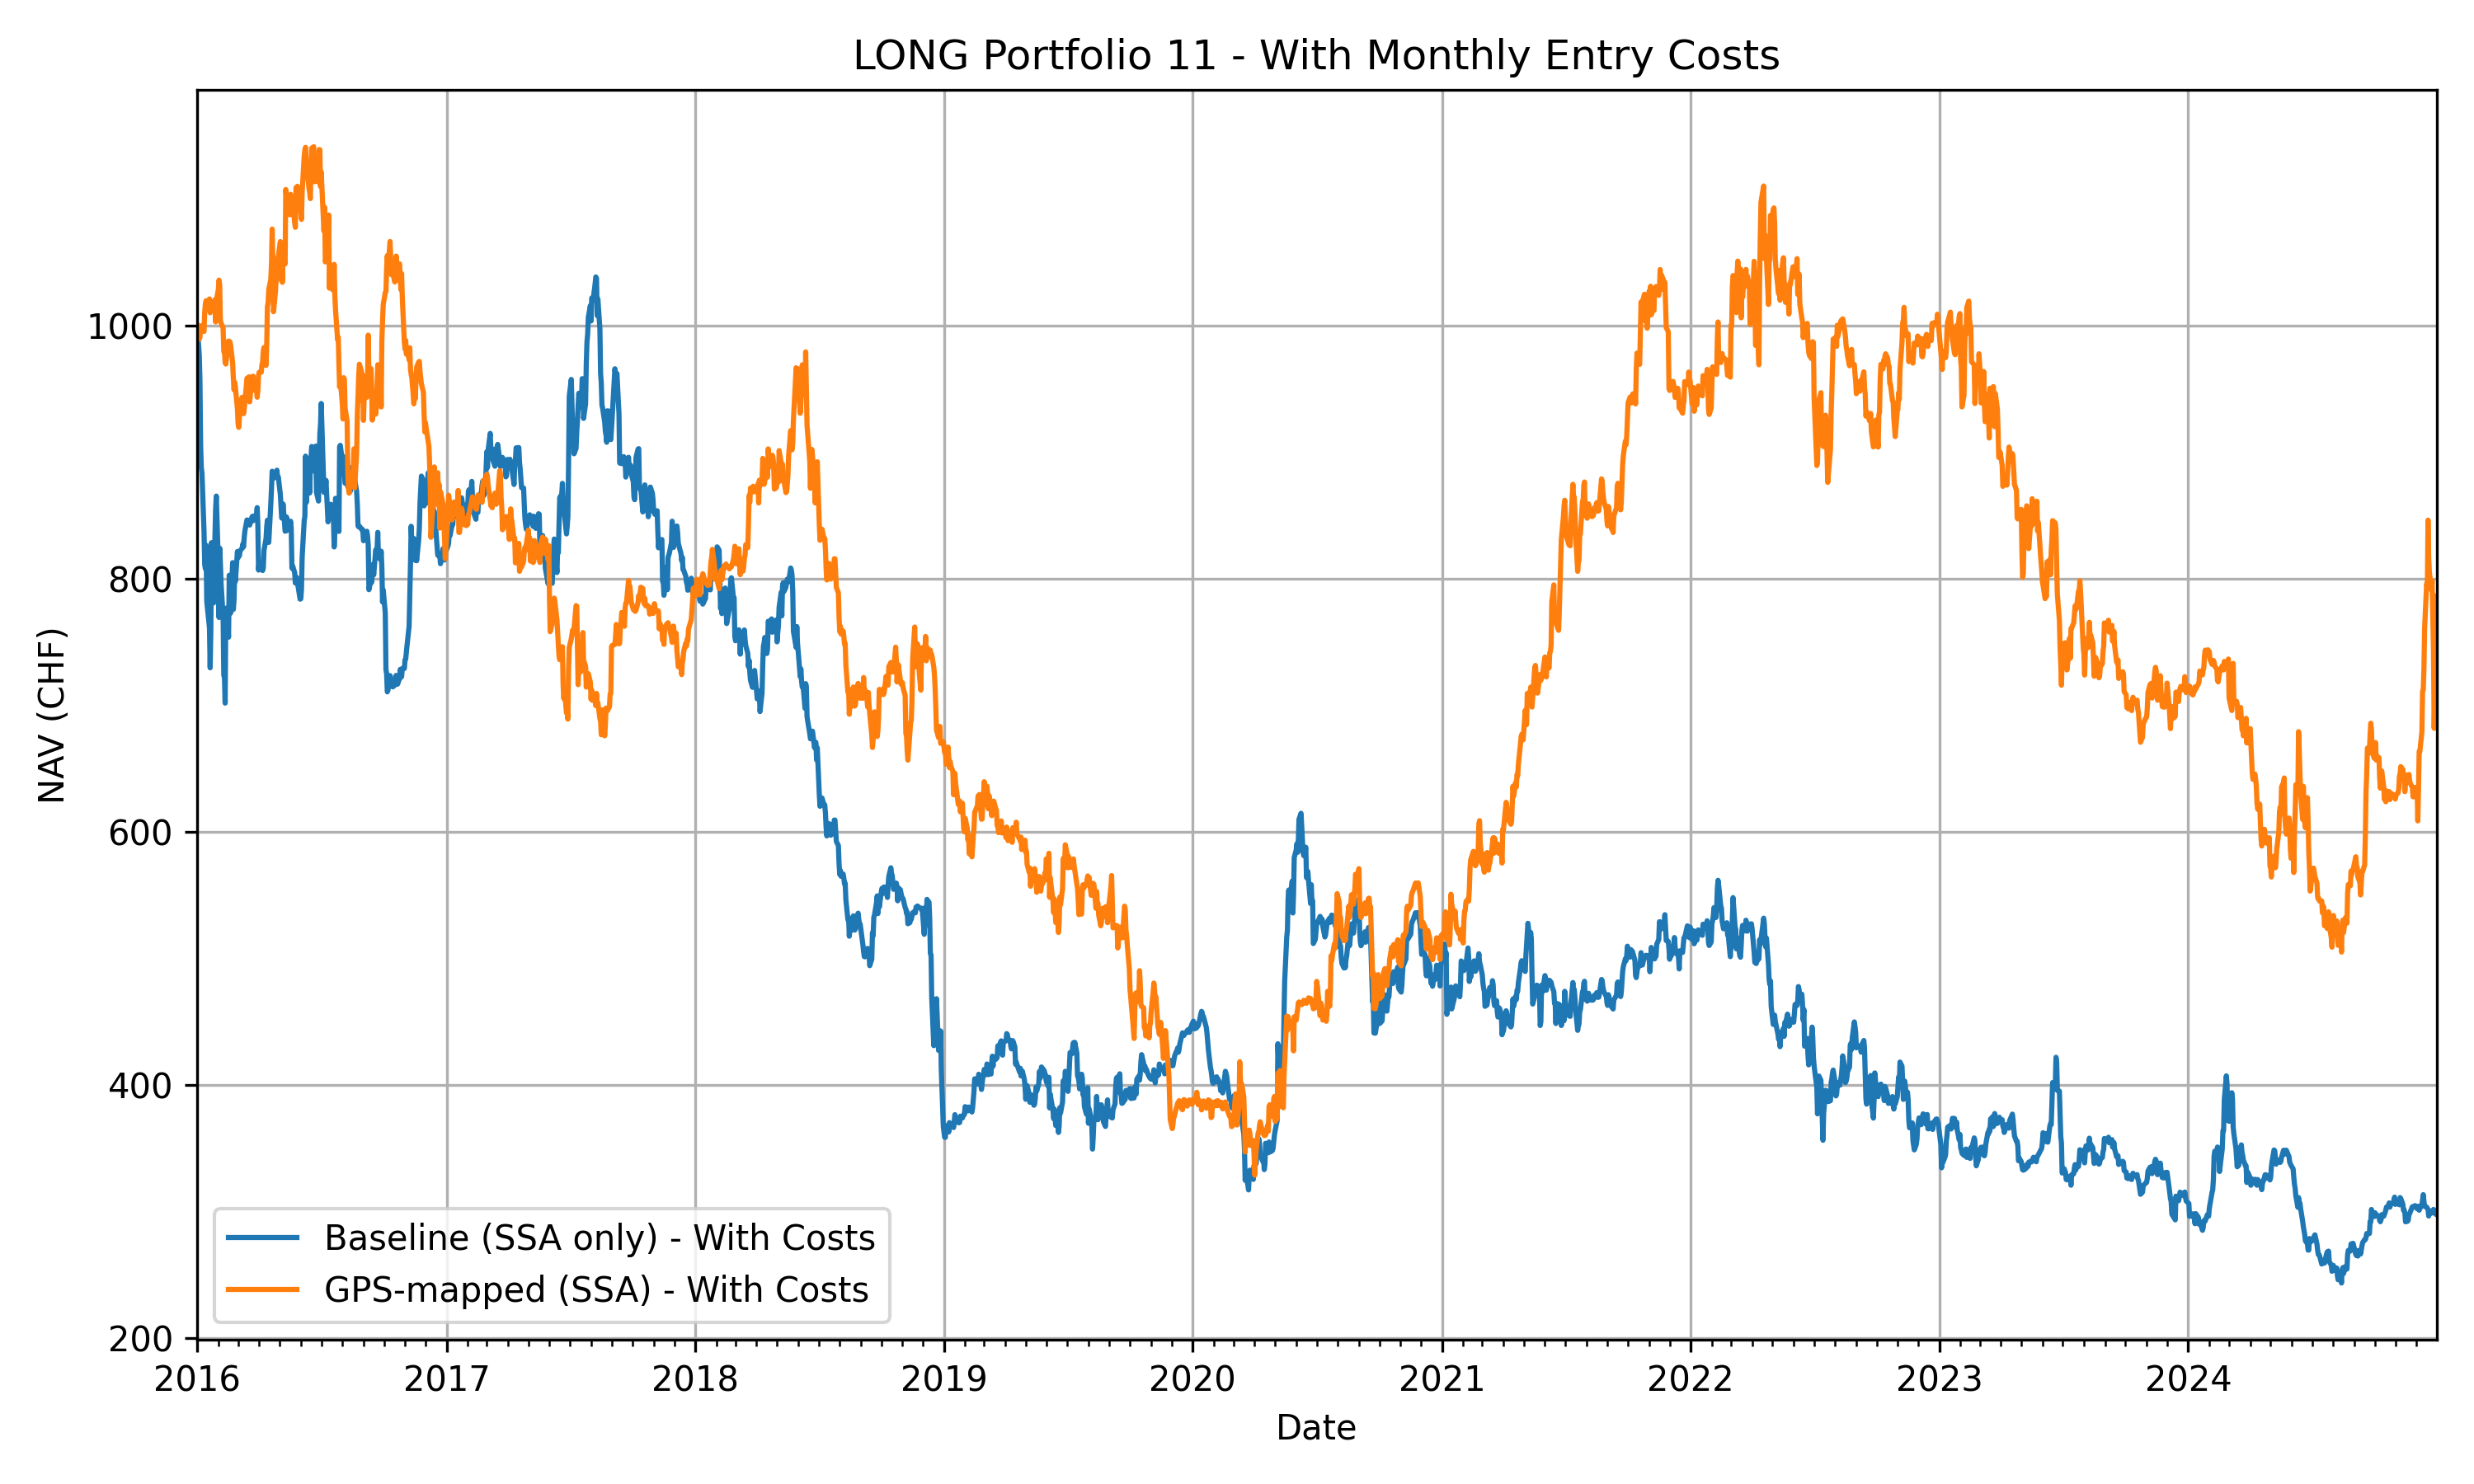 LONG Portfolio 11 - With Monthly Entry Costs
NAV (CHF)
1000
800
600
400
200
Baseline (SSA only) - With Costs
GPS-mapped (SSA) - With Costs
2016 2017 2018 2019 2020 2021 2022 2023 2024
Date